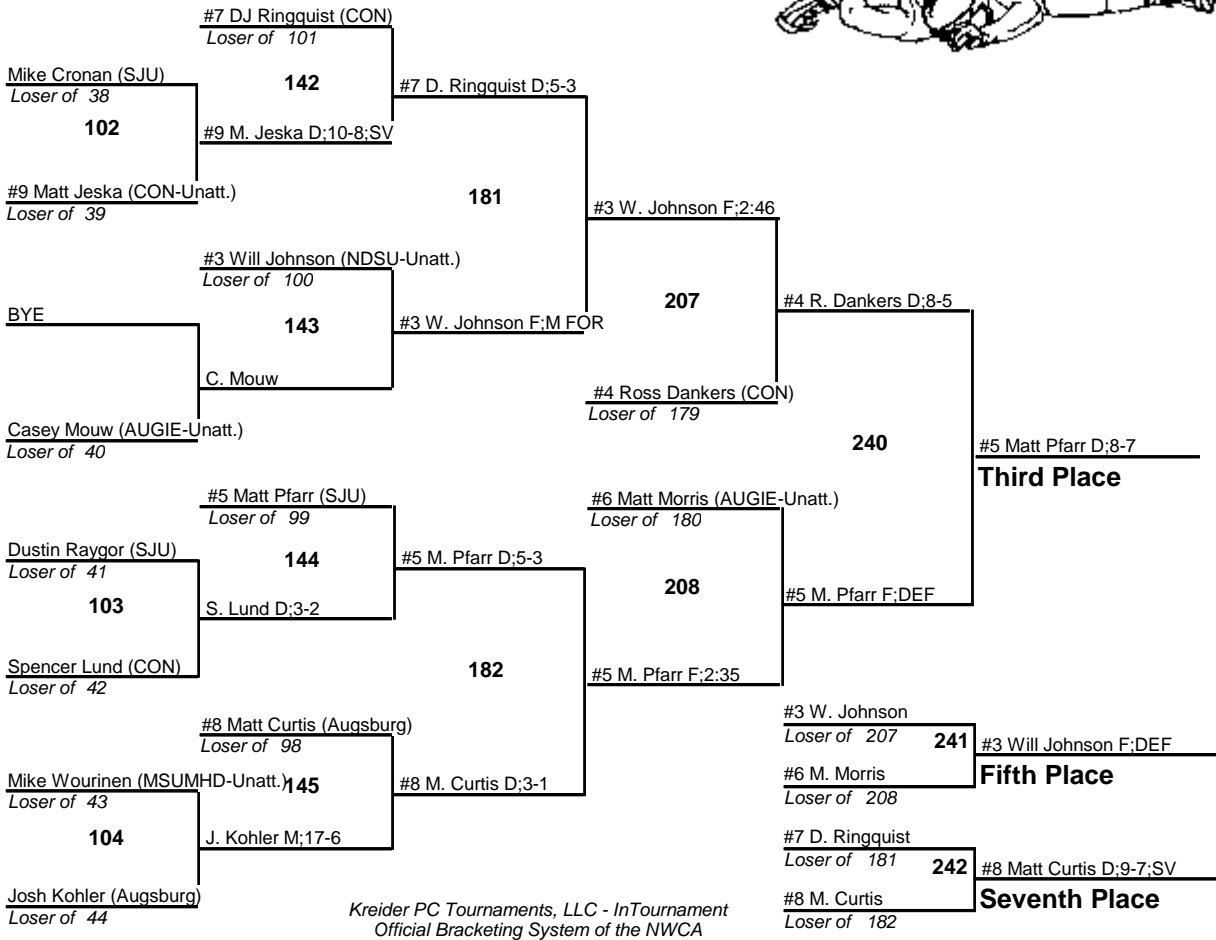 #7 DJ Ringquist (CON)
Loser of 101
Mike Cronan (SJU)
Loser of 38
142
#7 D. Ringquist D;5-3
102
#9 M. Jeska D;10-8;SV
#9 Matt Jeska (CON-Unatt.)
Loser of 39
181
#3 W. Johnson F;2:46
#3 Will Johnson (NDSU-Unatt.)
Loser of 100
BYE
143
#3 W. Johnson F;M FOR
207
#4 R. Dankers D;8-5
C. Mouw
#4 Ross Dankers (CON)
Loser of 179
Casey Mouw (AUGIE-Unatt.)
Loser of 40
240
#5 Matt Pfarr D;8-7
Third Place
#5 Matt Pfarr (SJU)
Loser of 99
#6 Matt Morris (AUGIE-Unatt.)
Loser of 180
Dustin Raygor (SJU)
Loser of 41
144
#5 M. Pfarr D;5-3
103
S. Lund D;3-2
208
#5 M. Pfarr F;DEF
Spencer Lund (CON)
Loser of 42
182
#5 M. Pfarr F;2:35
#8 Matt Curtis (Augsburg)
Loser of 98
#3 W. Johnson
Loser of 207
241
#3 Will Johnson F;DEF
Fifth Place
#6 M. Morris
Loser of 208
Mike Wourinen (MSUMHD-Unatt.)
Loser of 43
145
#8 M. Curtis D;3-1
104
J. Kohler M;17-6
#7 D. Ringquist
Loser of 181
242
#8 Matt Curtis D;9-7;SV
Seventh Place
#8 M. Curtis
Loser of 182
Josh Kohler (Augsburg)
Loser of 44
Kreider PC Tournaments, LLC - InTournament
Official Bracketing System of the NWCA